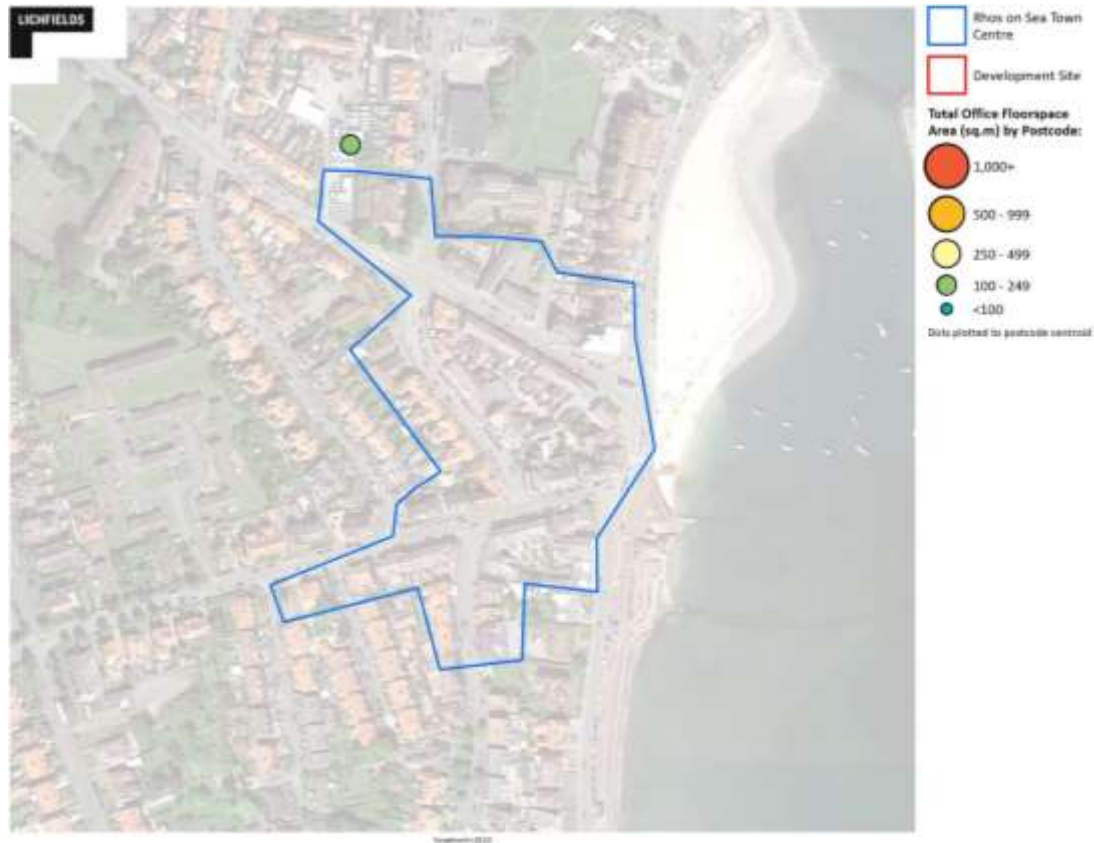 LICHFIELDS
Rhos on Sea Town
Centre
Development Site
Total Office Floorspace
Area (sq.m) by Postcode:
1,000+
500 - 999
250 - 499
100 - 249
<100
Dots plotted to postcode centroid